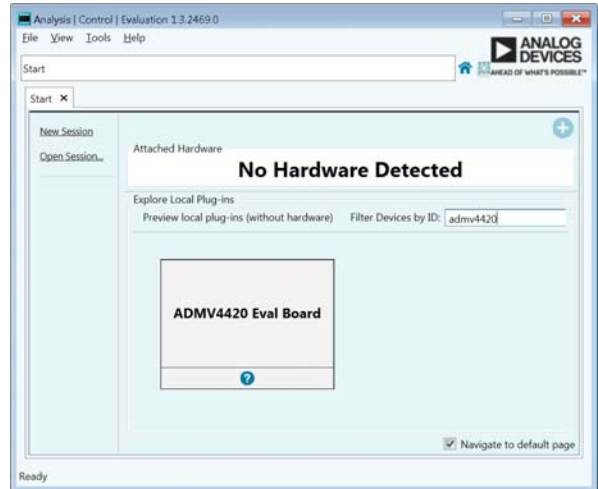 Analysis | Control | Evaluation 1.3.2469.0
File View Tools Help
ANALOG
DEVICES
AHEAD OF WHAT'S POSSIBLE™
Start
Start ✕
New Session
Open Session...
Attached Hardware
No Hardware Detected
Explore Local Plug-ins
Preview local plug-ins (without hardware) Filter Devices by ID: admv4420
ADMV4420 Eval Board
?
Navigate to default page
Ready